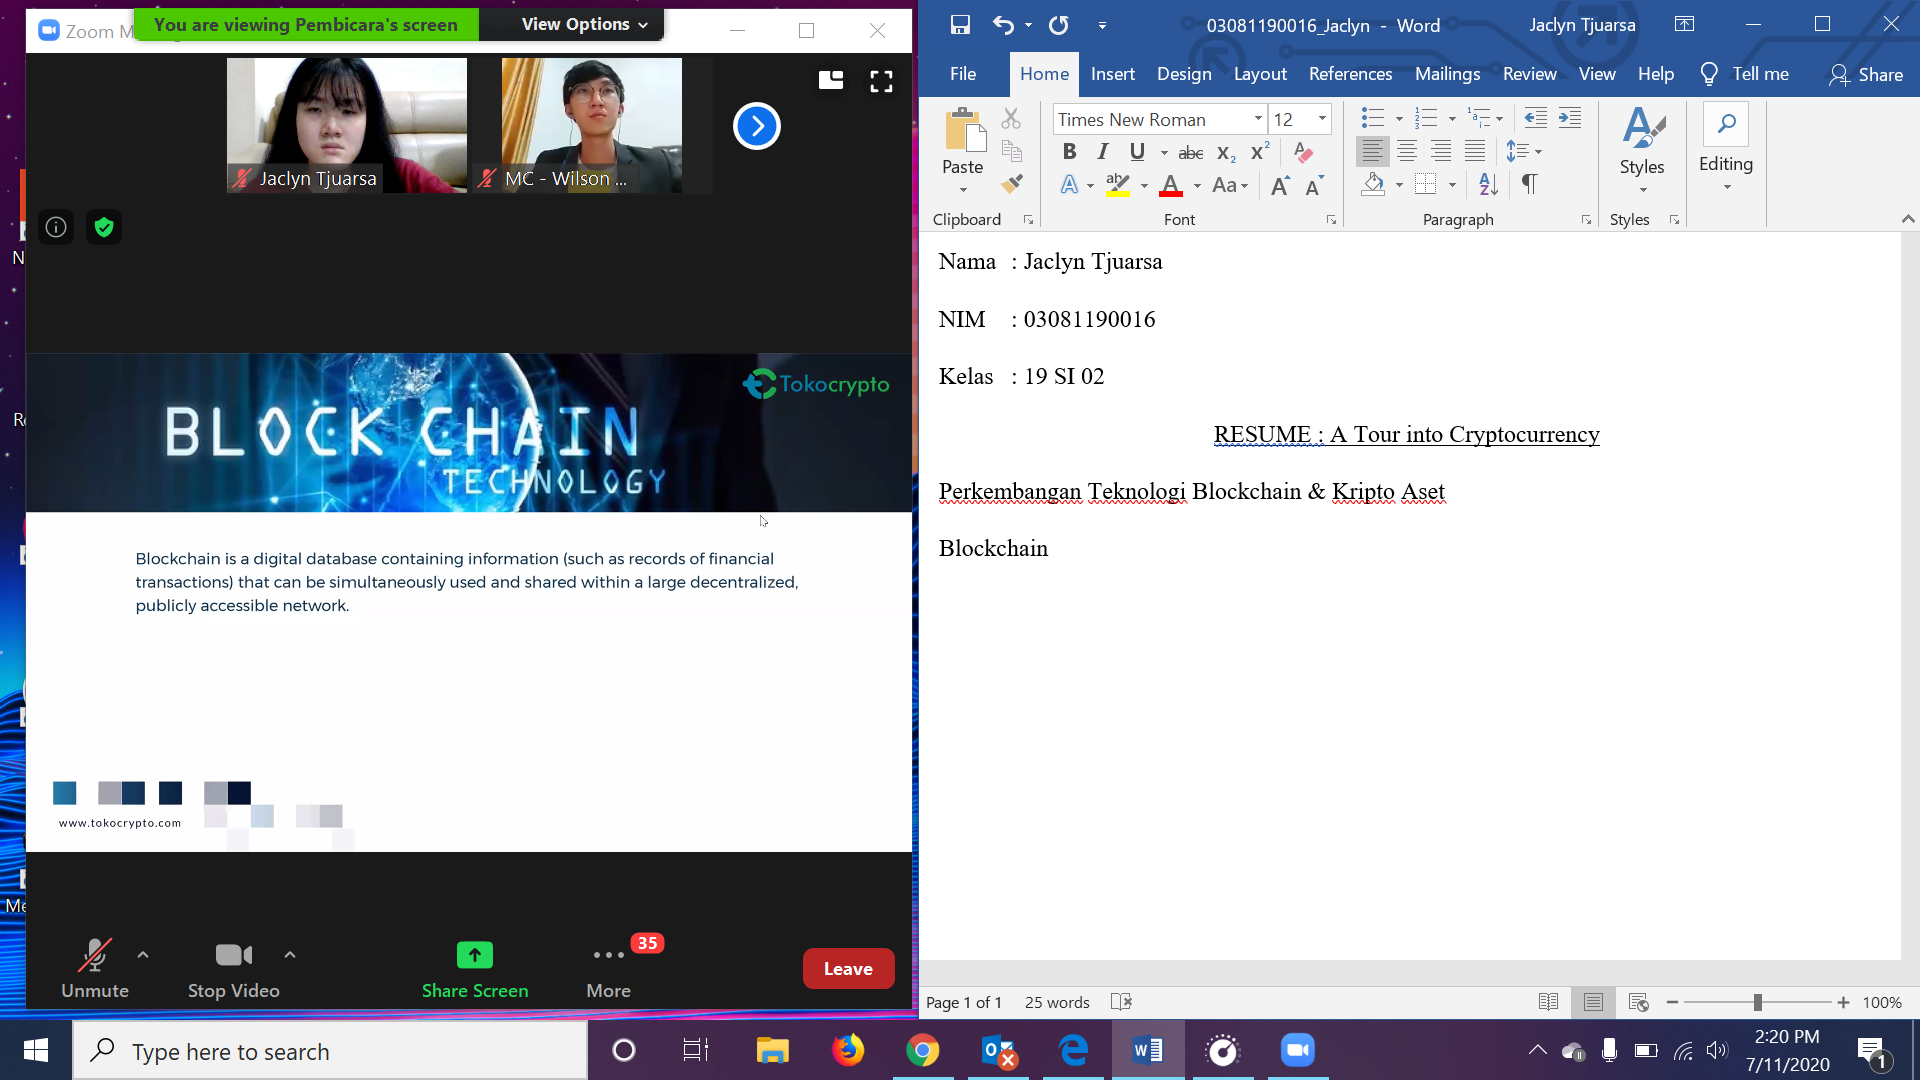 Zoom M
You are viewing Pembicara's screen
View Options
Jaclyn Tjuarsa
MC - Wilson ...
Tokocrypto
BLOCK CHAIN
TECHNOLOGY
Blockchain is a digital database containing information (such as records of financial
transactions) that can be simultaneously used and shared within a large decentralized,
publicly accessible network.
www.tokocrypto.com
Unmute
Stop Video
Share Screen
More
35
Leave
03081190016_Jaclyn - Word
Jaclyn Tjuarsa
File Home Insert Design Layout References Mailings Review View Help Tell me Share
Paste
Times New Roman 12
Styles
Editing
Clipboard
Font
Paragraph
Styles
Nama : Jaclyn Tjuarsa
NIM : 03081190016
Kelas : 19 SI 02
RESUME : A Tour into Cryptocurrency
Perkembangan Teknologi Blockchain & Kripto Aset
Blockchain
Page 1 of 1 25 words
100%
Type here to search
2:20 PM
7/11/2020
1